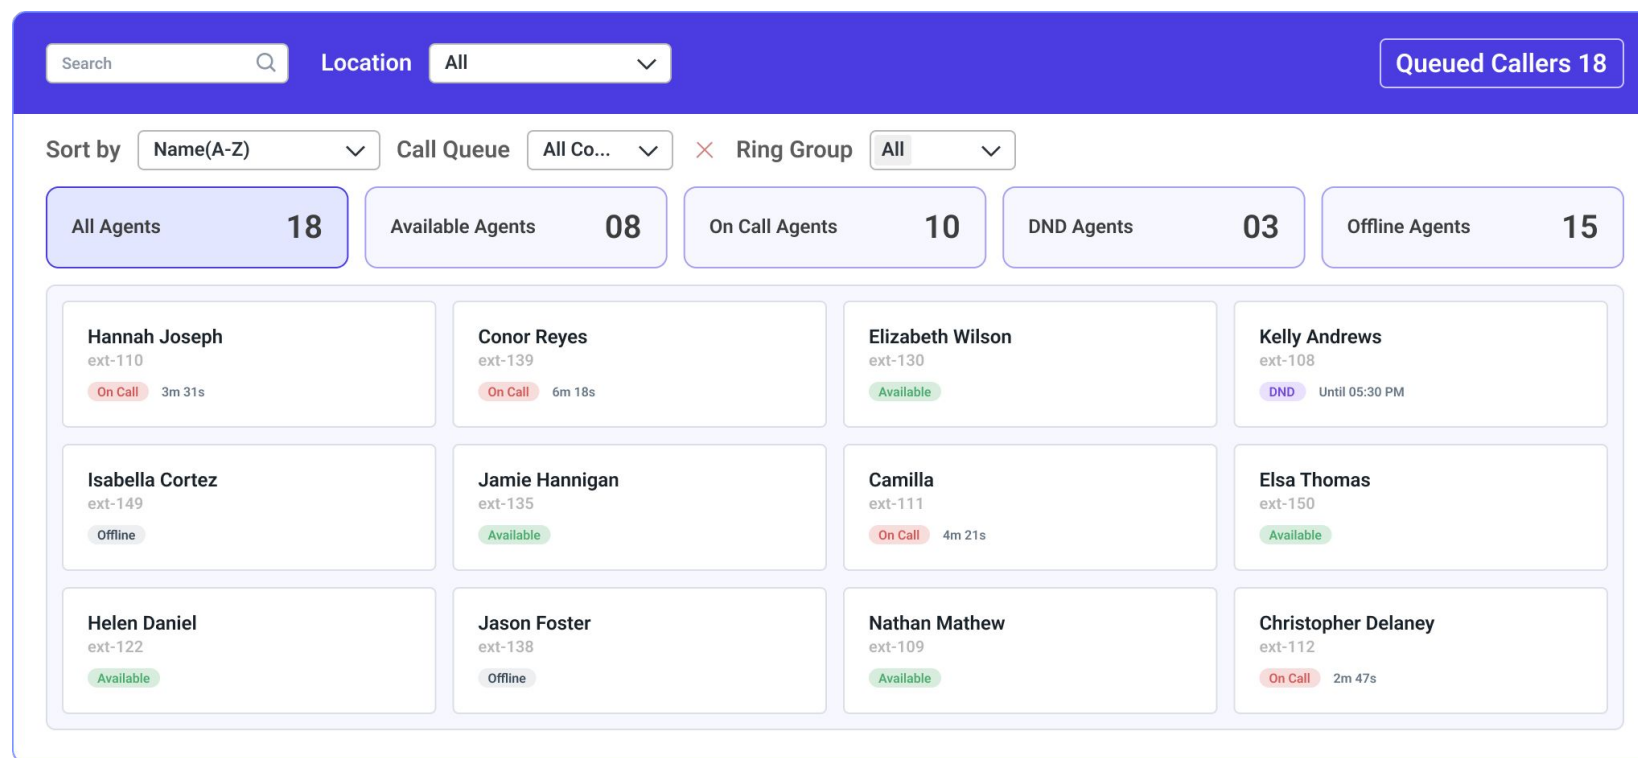 Search
Location
All
Queued Callers 18
Sort by
Name(A-Z)
Call Queue
All Co...
Ring Group
All
All Agents 18
Available Agents 08
On Call Agents 10
DND Agents 03
Offline Agents 15
Hannah Joseph
ext-110
On Call 3m 31s
Conor Reyes
ext-139
On Call 6m 18s
Elizabeth Wilson
ext-130
Available
Kelly Andrews
ext-108
DND Until 05:30 PM
Isabella Cortez
ext-149
Offline
Jamie Hannigan
ext-135
Available
Camilla
ext-111
On Call 4m 21s
Elsa Thomas
ext-150
Available
Helen Daniel
ext-122
Available
Jason Foster
ext-138
Offline
Nathan Mathew
ext-109
Available
Christopher Delaney
ext-112
On Call 2m 47s